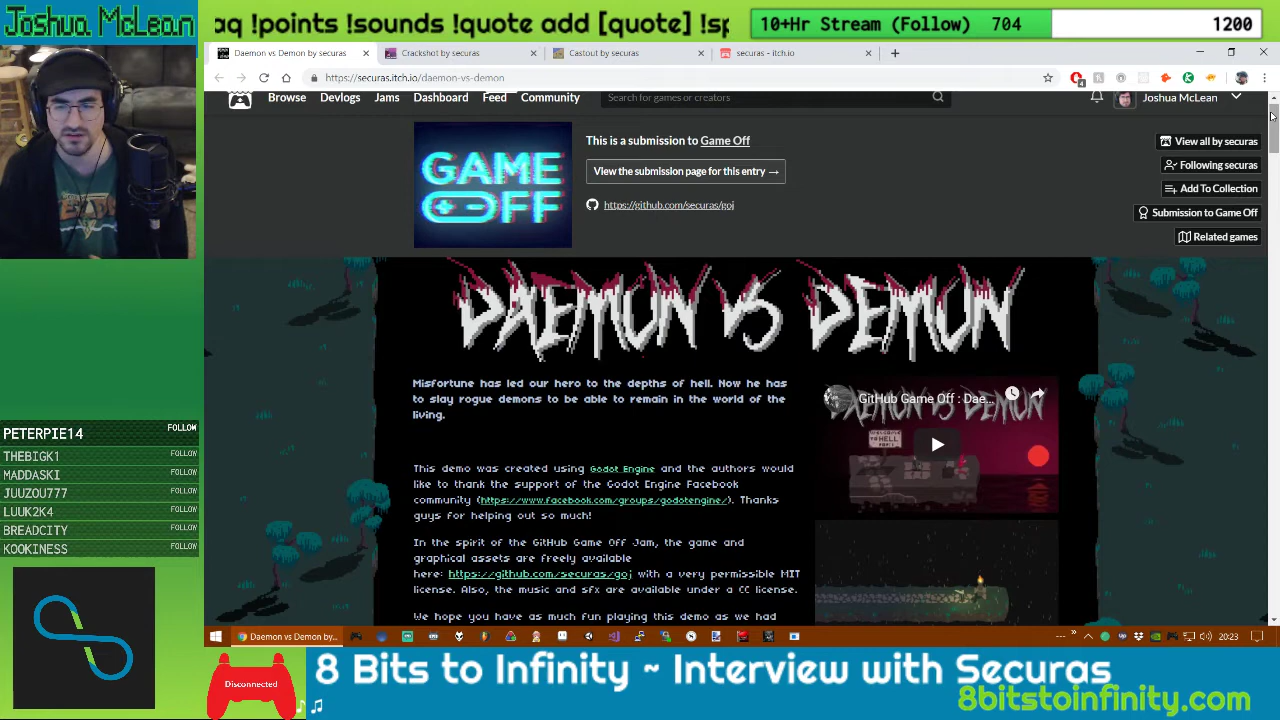 Joshua McLean
aq !points !sounds !quote add [quote] !sp
10+Hr Stream (Follow) 704 1200
Daemon vs Demon by securas
Crackshot by securas
Castout by securas
securas - itch.io
https://securas.itch.io/daemon-vs-demon
4
Browse Devlogs Jams Dashboard Feed Community
Search for games or creators
Joshua McLean
GAME
OFF
This is a submission to Game Off
View the submission page for this entry →
https://github.com/securas/goj
View all by securas
Following securas
Add To Collection
Submission to Game Off
Related games
DAEMON VS DEMON
Misfortune has led our hero to the depths of hell. Now he has
to slay rogue demons to be able to remain in the world of the
living.
This demo was created using Godot Engine and the authors would
like to thank the support of the Godot Engine Facebook
community (https://www.facebook.com/groups/godotengine/). Thanks
guys for helping out so much!
In the spirit of the GitHub Game Off Jam, the game and
graphical assets are freely available
here: https://github.com/securas/goj with a very permissible MIT
license. Also, the music and sfx are available under a CC license.
We hope you have as much fun playing this demo as we had
GitHub Game Off : Dae...
DAEMON VS DEMON
WELCOME
TO HELL
PETERPIE14 FOLLOW
THEBIGK1 FOLLOW
MADDASKI FOLLOW
JUUZOU777 FOLLOW
LUUK2K4 FOLLOW
BREADCITY FOLLOW
KOOKINESS FOLLOW
Daemon vs Demon by...
20:23
Disconnected
8 Bits to Infinity ~ Interview with Securas
8bitstoinfinity.com